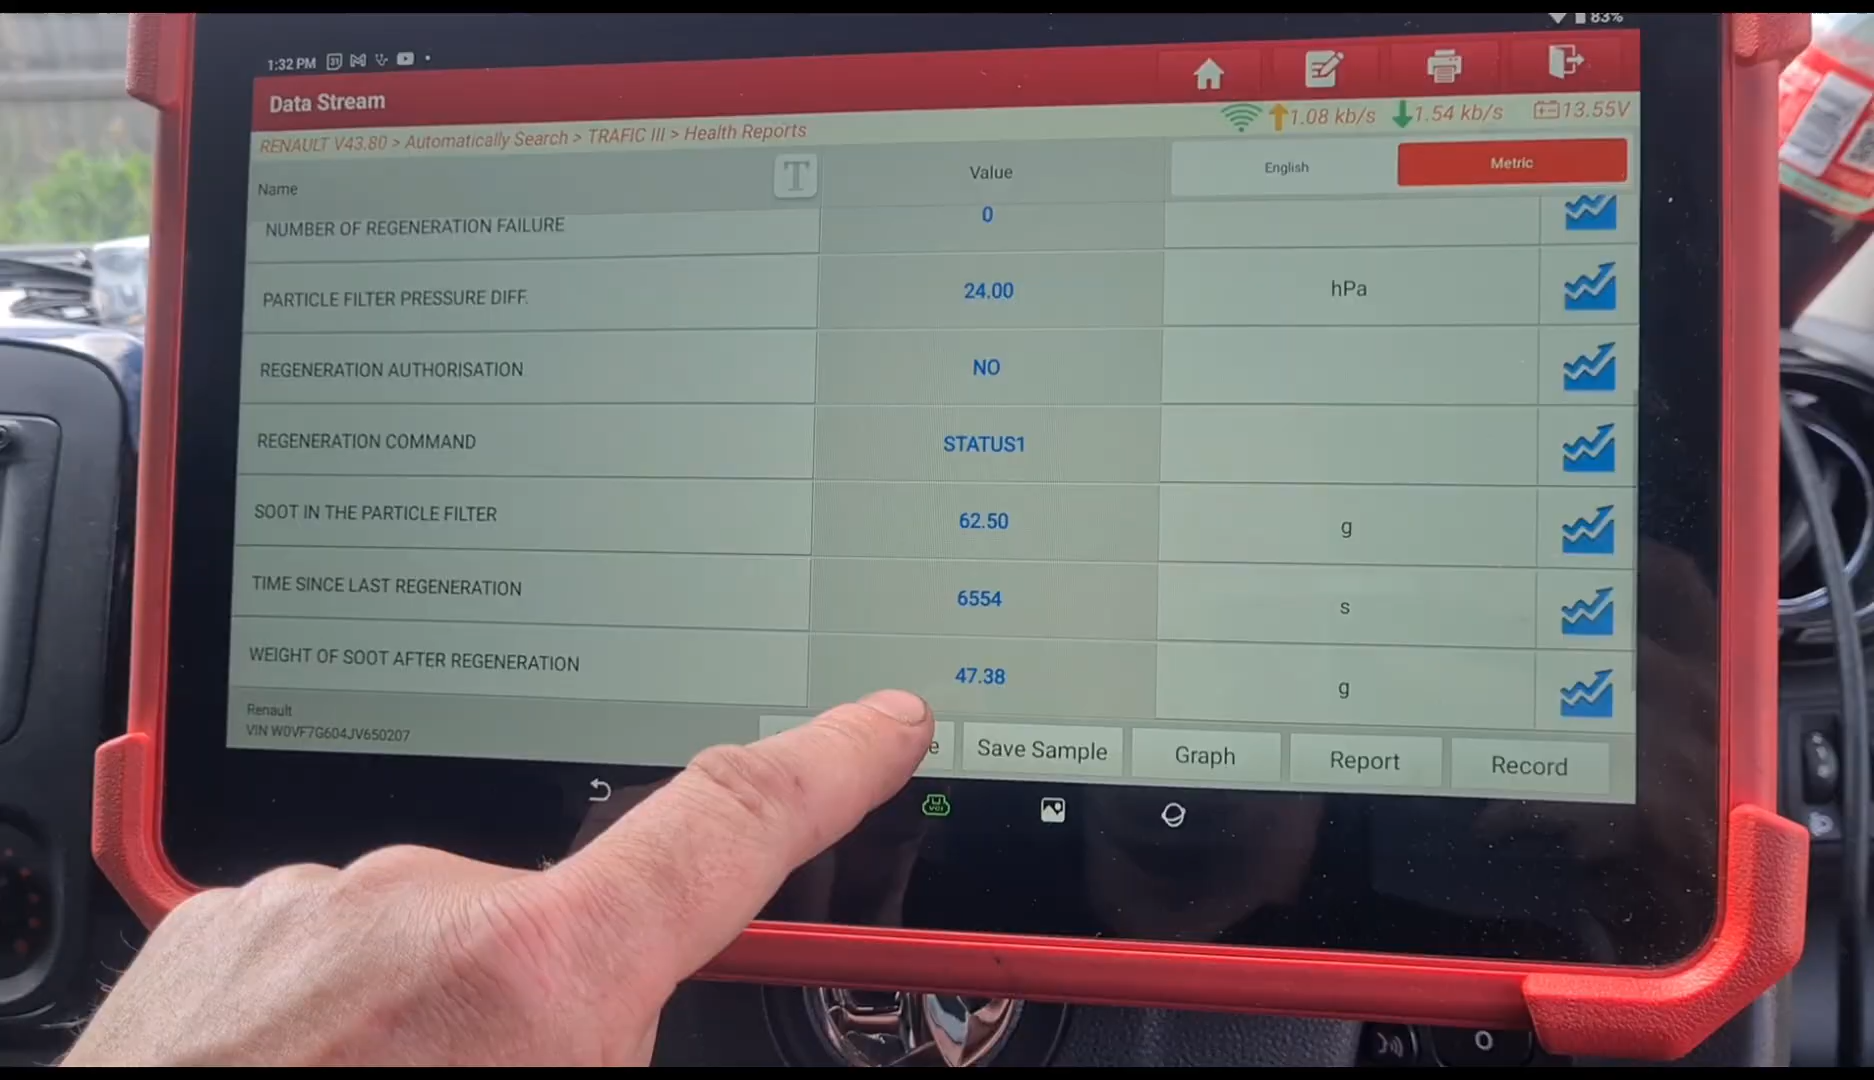 1:32 PM 31
83%
Data Stream
RENAULT V43.80 > Automatically Search > TRAFIC III > Health Reports
1.08 kb/s 1.54 kb/s 13.55V
Name T Value English Metric
NUMBER OF REGENERATION FAILURE 0
PARTICLE FILTER PRESSURE DIFF. 24.00 hPa
REGENERATION AUTHORISATION NO
REGENERATION COMMAND STATUS1
SOOT IN THE PARTICLE FILTER 62.50 g
TIME SINCE LAST REGENERATION 6554 s
WEIGHT OF SOOT AFTER REGENERATION 47.38 g
Renault
VIN W0VF7G604JV650207
Save Sample Graph Report Record
VCI